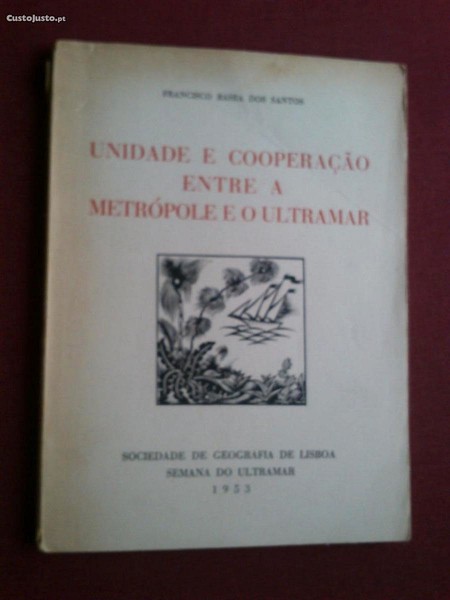 CustoJusto.pt
FRANCISCO BAHIA DOS SANTOS
UNIDADE E COOPERAÇÃO
ENTRE A
METRÓPOLE E O ULTRAMAR
SOCIEDADE DE GEOGRAFIA DE LISBOA
SEMANA DO ULTRAMAR
1953